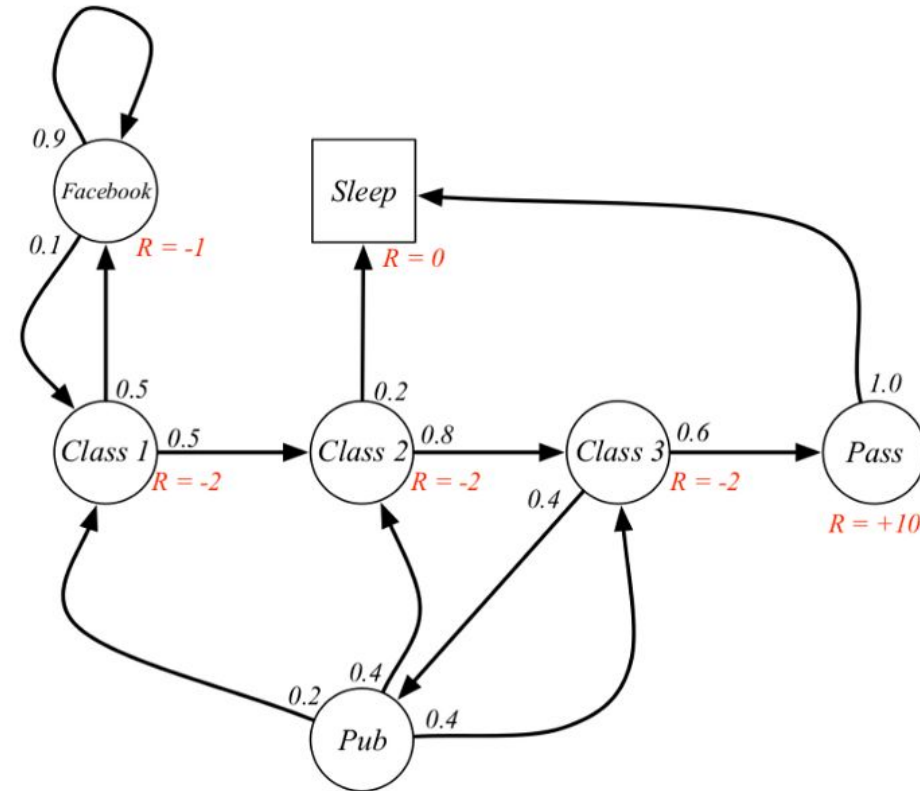 0.9
Facebook
0.1
R = -1
Sleep
R = 0
0.5
0.2
1.0
Class 1
0.5
R = -2
Class 2
0.8
R = -2
Class 3
0.6
R = -2
Pass
R = +10
0.4
0.2
0.4
0.4
Pub